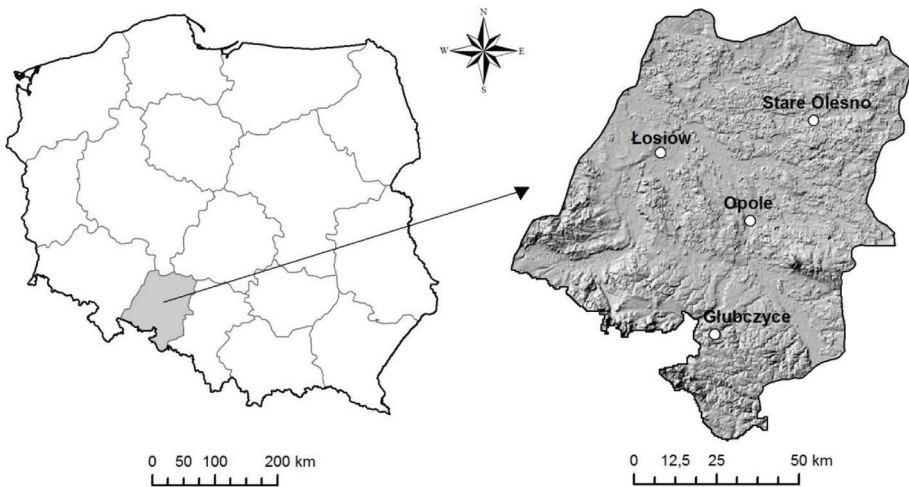 N
W E
S
Stare Olesno
Łosiów
Opole
Głubczyce
0 50 100 200 km
0 12,5 25 50 km